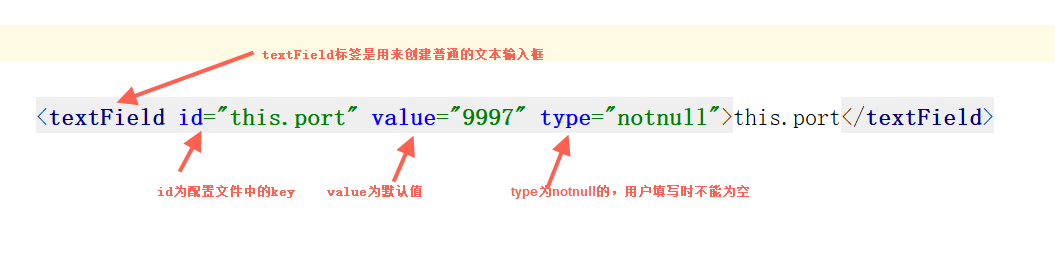 textField标签是用来创建普通的文本输入框
<textField id="this.port" value="9997" type="notnull">this.port</textField>
id为配置文件中的key value为默认值 type为notnull的，用户填写时不能为空